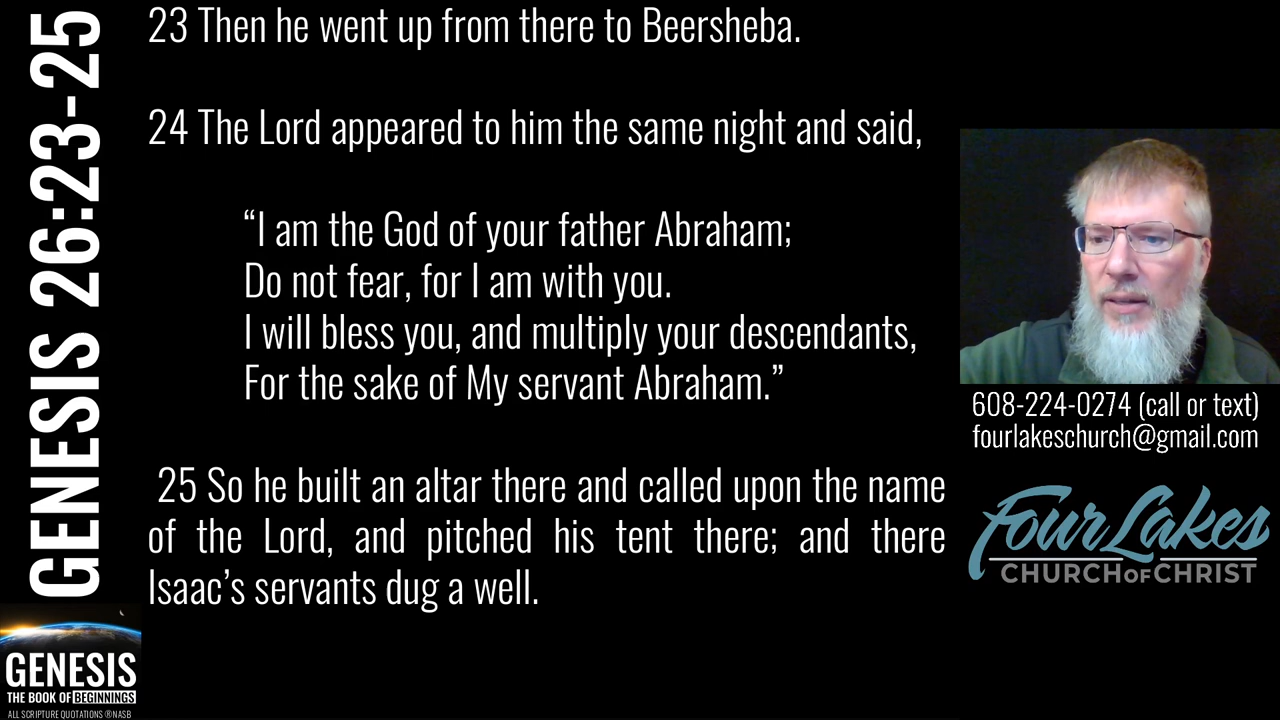 GENESIS 26:23-25
23 Then he went up from there to Beersheba.
24 The Lord appeared to him the same night and said,
“I am the God of your father Abraham;
Do not fear, for I am with you.
I will bless you, and multiply your descendants,
For the sake of My servant Abraham.”
25 So he built an altar there and called upon the name
of the Lord, and pitched his tent there; and there
Isaac’s servants dug a well.
608-224-0274 (call or text)
fourlakeschurch@gmail.com
Four Lakes
CHURCH OF CHRIST
GENESIS
THE BOOK OF BEGINNINGS
ALL SCRIPTURE QUOTATIONS ®NASB